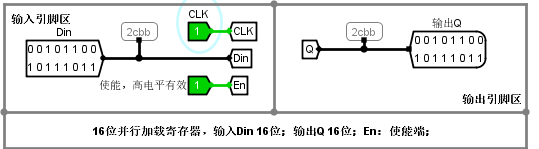 输入引脚区
CLK
Din
2cbb
1
CLK
00101100
10111011
Din
使能，高电平有效
1
En
输出Q
2cbb
00101100
10111011
Q
输出引脚区
16位并行加载寄存器，输入Din 16位；输出Q 16位；En：使能端；